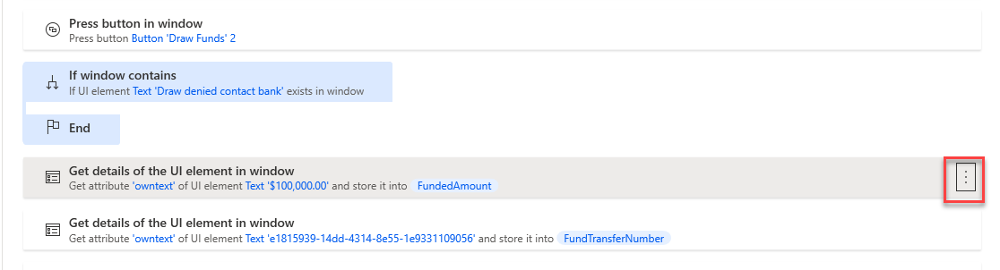 Press button in window
Press button Button 'Draw Funds' 2
If window contains
If UI element Text 'Draw denied contact bank' exists in window
End
Get details of the UI element in window
Get attribute 'owntext' of UI element Text '$100,000.00' and store it into FundedAmount
Get details of the UI element in window
Get attribute 'owntext' of UI element Text 'e1815939-14dd-4314-8e55-1e9331109056' and store it into FundTransferNumber